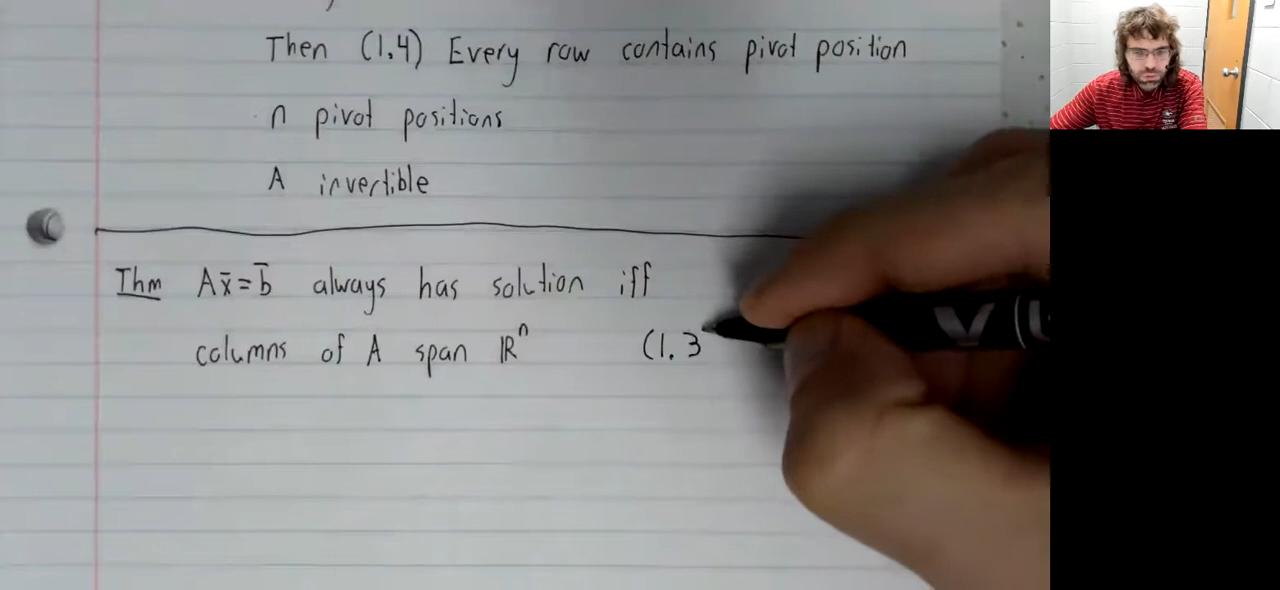 Then (1.4) Every row contains pivot position
n pivot positions
A invertible
Thm Ax̄=b̄ always has solution iff
columns of A span ℝⁿ (1.3